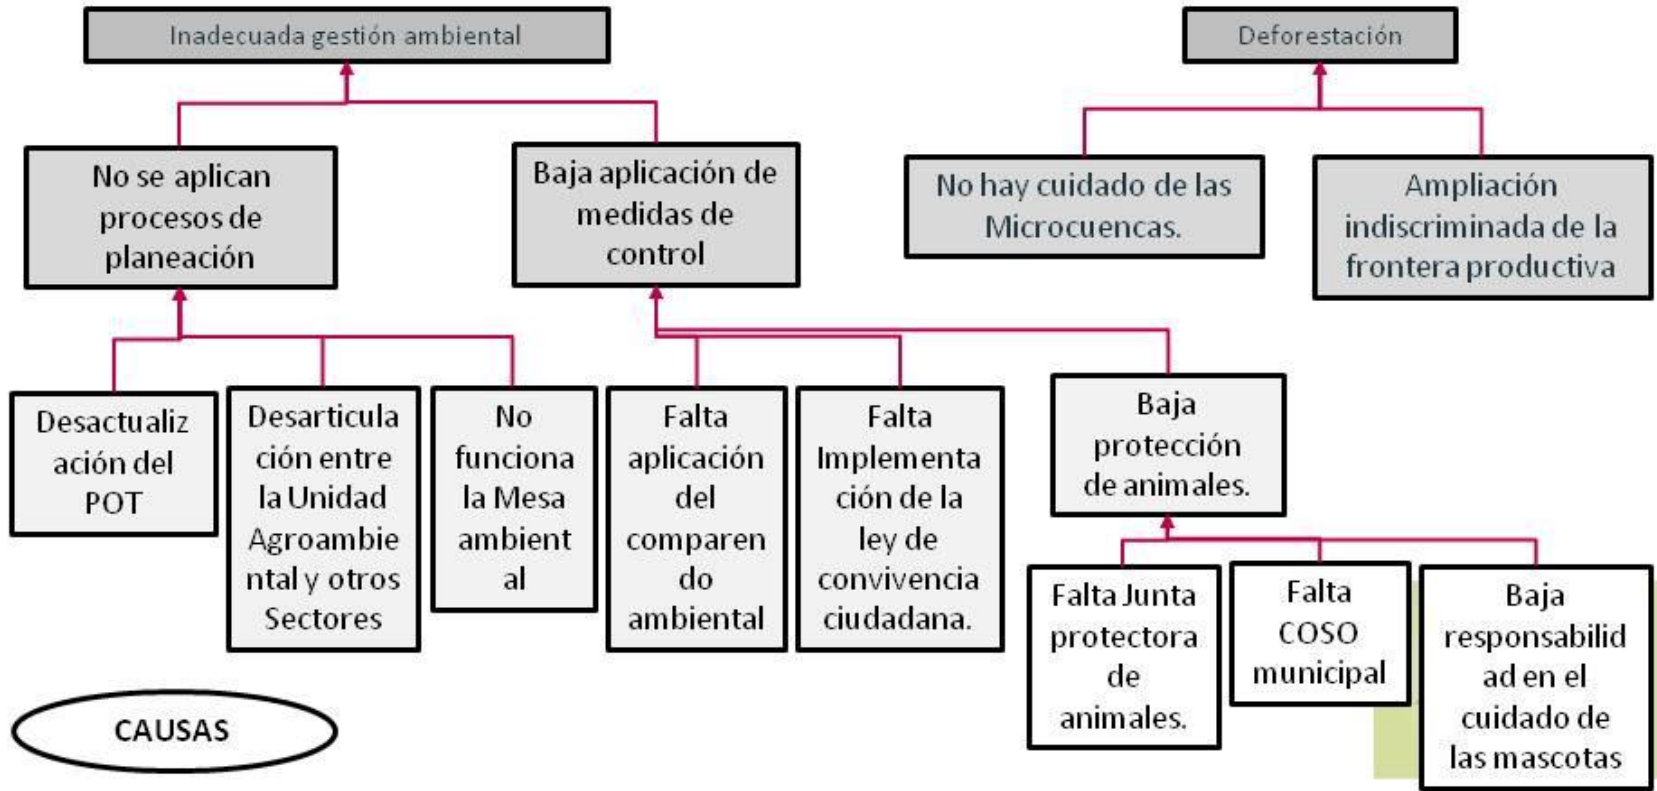 Inadecuada gestión ambiental
Deforestación
No se aplican
procesos de
planeación
Baja aplicación de
medidas de
control
No hay cuidado de las
Microcuencas.
Ampliación
indiscriminada de la
frontera productiva
Desactualiz
ación del
POT
Desarticula
ción entre
la Unidad
Agroambie
ntal y otros
Sectores
No
funciona
la Mesa
ambient
al
Falta
aplicación
del
comparen
do
ambiental
Falta
Implementa
ción de la
ley de
convivencia
ciudadana.
Baja
protección
de animales.
Falta Junta
protectora
de
animales.
Falta
COSO
municipal
Baja
responsabilid
ad en el
cuidado de
las mascotas
CAUSAS